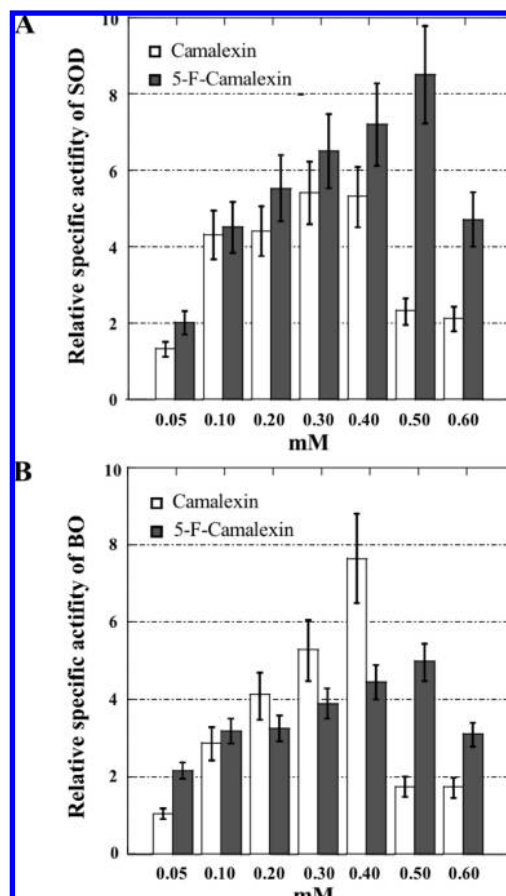 A
Relative specific actifity of SOD
10
8
6
4
2
0
Camalexin
5-F-Camalexin
0.05 0.10 0.20 0.30 0.40 0.50 0.60
mM
B
Relative specific actifity of BO
10
8
6
4
2
0
Camalexin
5-F-Camalexin
0.05 0.10 0.20 0.30 0.40 0.50 0.60
mM